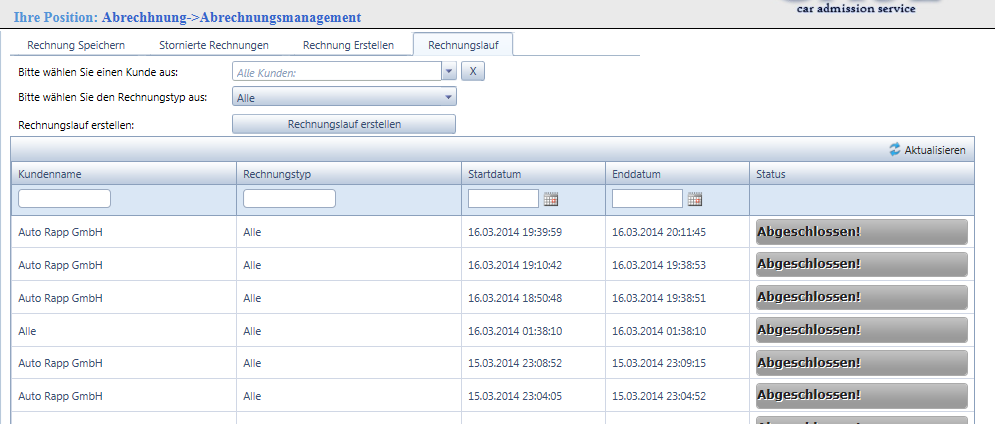 Ihre Position: Abrechhnung->Abrechnungsmanagement
car admission service
Rechnung Speichern Stornierte Rechnungen Rechnung Erstellen Rechnungslauf
Bitte wählen Sie einen Kunde aus: Alle Kunden: X
Bitte wählen Sie den Rechnungstyp aus: Alle
Rechnungslauf erstellen: Rechnungslauf erstellen
Aktualisieren
Kundenname Rechnungstyp Startdatum Enddatum Status
Auto Rapp GmbH Alle 16.03.2014 19:39:59 16.03.2014 20:11:45 Abgeschlossen!
Auto Rapp GmbH Alle 16.03.2014 19:10:42 16.03.2014 19:38:53 Abgeschlossen!
Auto Rapp GmbH Alle 16.03.2014 18:50:48 16.03.2014 19:38:51 Abgeschlossen!
Alle Alle 16.03.2014 01:38:10 16.03.2014 01:38:10 Abgeschlossen!
Auto Rapp GmbH Alle 15.03.2014 23:08:52 15.03.2014 23:09:15 Abgeschlossen!
Auto Rapp GmbH Alle 15.03.2014 23:04:05 15.03.2014 23:04:52 Abgeschlossen!